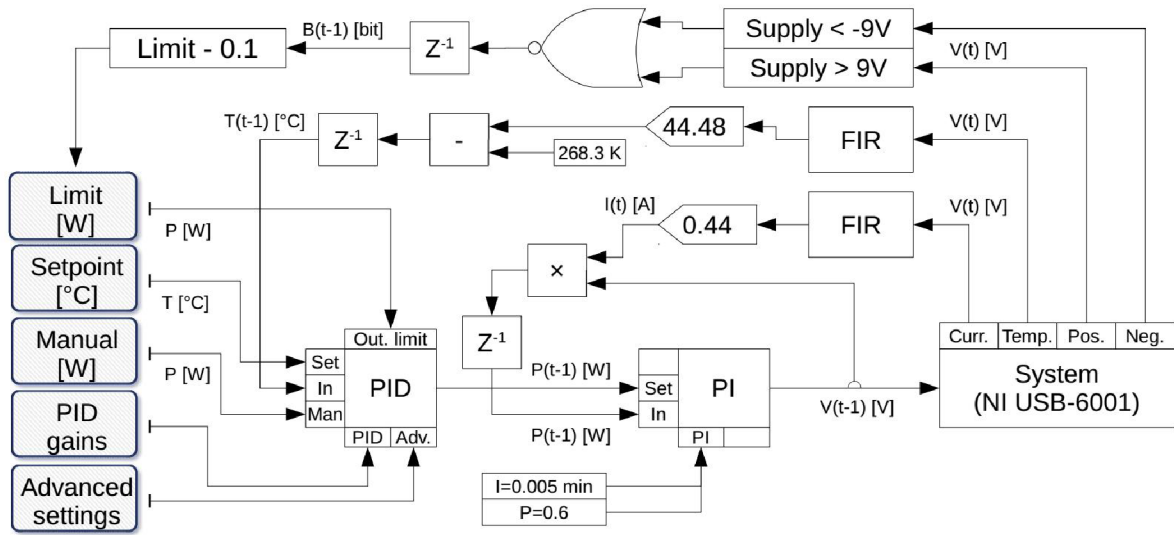 B(t-1) [bit]
Limit - 0.1
Z-1
Supply < -9V
Supply > 9V
V(t) [V]
T(t-1) [°C]
Z-1
-
44.48
268.3 K
FIR
V(t) [V]
I(t) [A]
0.44
FIR
V(t) [V]
×
Z-1
Limit
[W]
P [W]
Setpoint
[°C]
T [°C]
Manual
[W]
P [W]
PID
gains
Advanced
settings
Out. limit
Set
In
Man
PID
PID
Adv.
P(t-1) [W]
P(t-1) [W]
Set
In
PI
PI
I=0.005 min
P=0.6
V(t-1) [V]
Curr.
Temp.
Pos.
Neg.
System
(NI USB-6001)